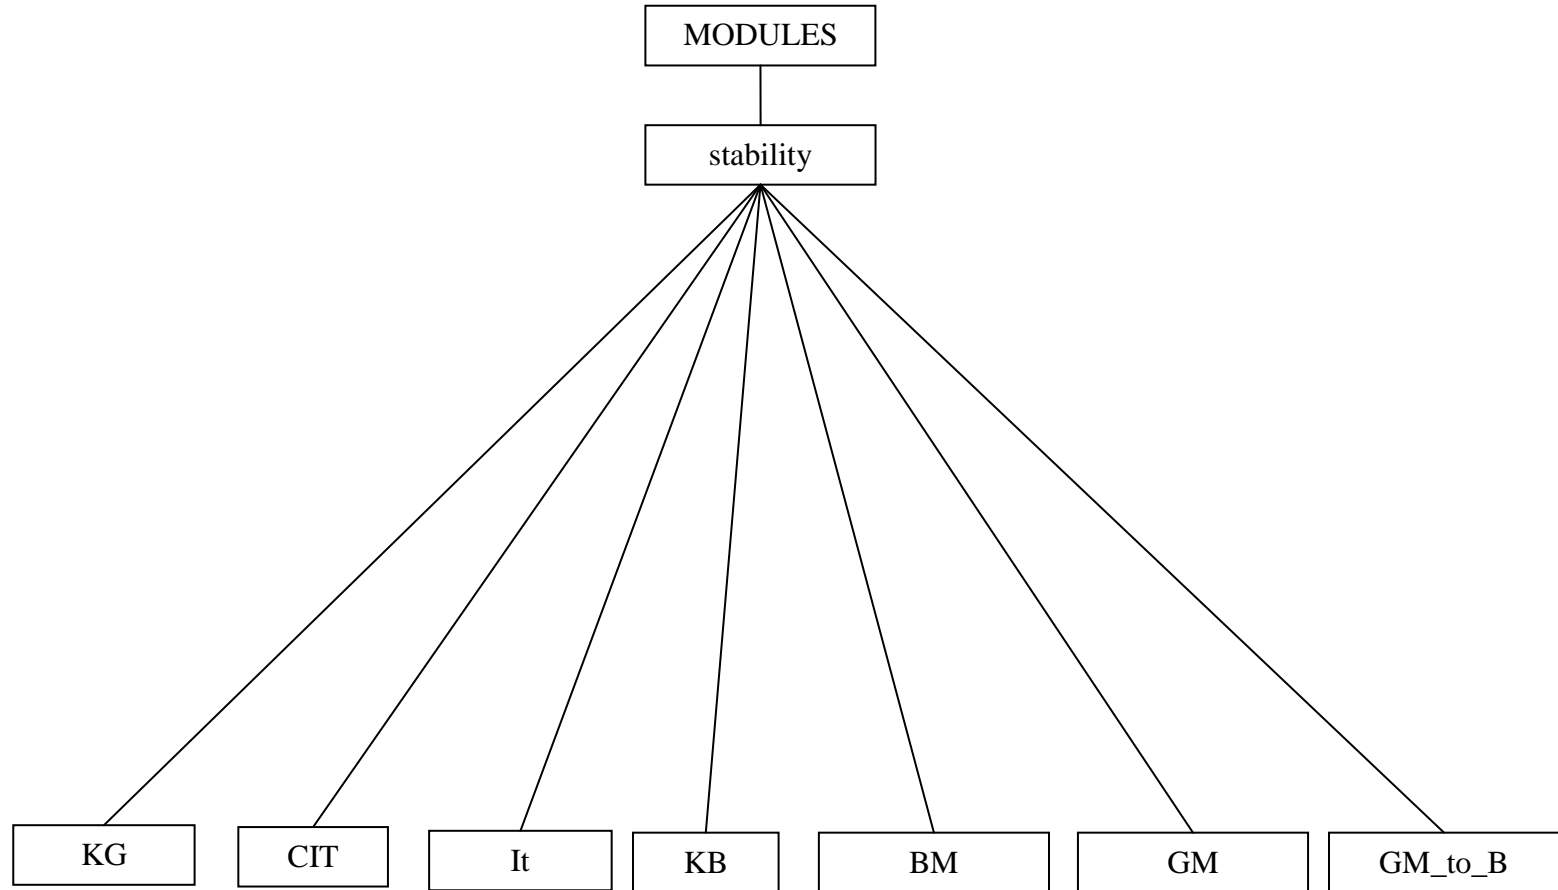 MODULES
stability
KG
CIT
It
KB
BM
GM
GM_to_B